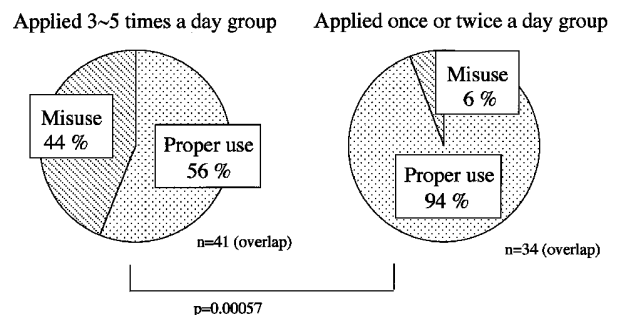 Applied 3~5 times a day group
Applied once or twice a day group
Misuse
44 %
Proper use
56 %
n=41 (overlap)
Misuse
6 %
Proper use
94 %
n=34 (overlap)
p=0.00057